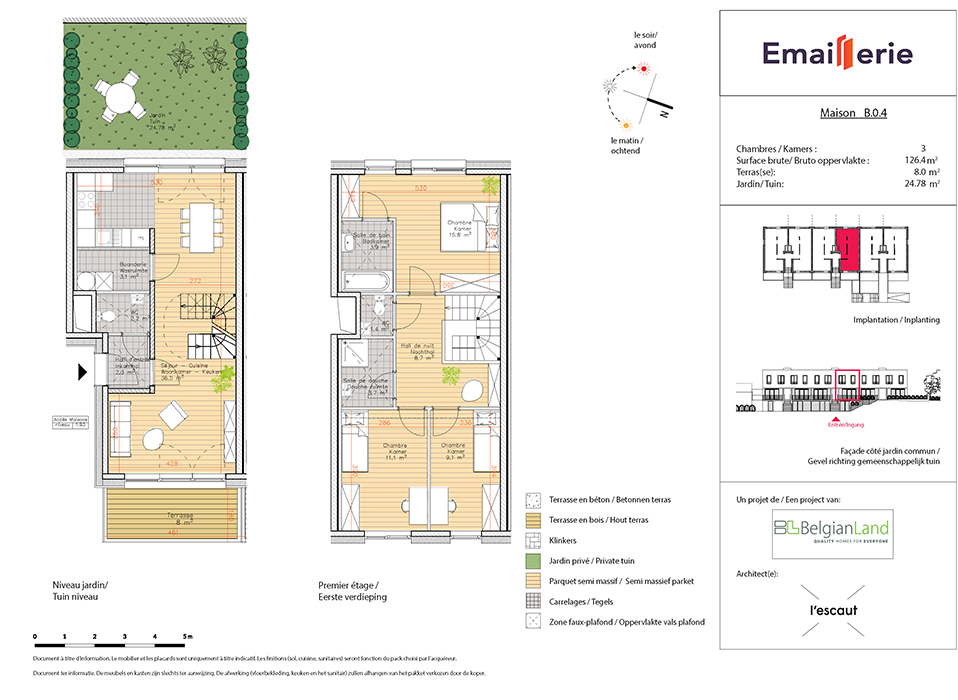 Jardin
Tuin
24.78 m²
530
Buanderie
Wasruimte
3.1 m²
272
WC
2.2 m²
Hall d'entrée
Inkomhal
2.0 m²
Séjour - Cuisine
Woonkamer - Keuken
36.5 m²
Accès Maisons
niveau 1.93
428
Terrasse
8 m²
481
Niveau jardin/
Tuin niveau
530
Chambre
Kamer
15.8 m²
Salle de bain
Badkamer
3.9 m²
WC
1.4 m²
Hall de nuit
Nachthal
8.7 m²
Salle de douche
Douche ruimte
3.7 m²
286
236
Chambre
Kamer
11.1 m²
Chambre
Kamer
9.1 m²
Premier étage /
Eerste verdieping
le soir/
avond
N
le matin /
ochtend
Terrasse en béton / Betonnen terras
Terrasse en bois / Hout terras
Klinkers
Jardin privé / Private tuin
Parquet semi massif / Semi massief parket
Carrelages / Tegels
Zone faux-plafond / Oppervlakte vals plafond
Emaillerie
Maison B.0.4
Chambres / Kamers : 3
Surface brute/ Bruto oppervlakte : 126.4 m²
Terras(se): 8.0 m²
Jardin/ Tuin: 24.78 m²
Implantation / Inplanting
Entrée/Ingang
Façade côté jardin commun /
Gevel richting gemeenschappelijk tuin
Un projet de / Een project van:
BelgianLand
QUALITY HOMES FOR EVERYONE
Architect(e):
l'escaut
0 1 2 3 4 5m
Document à titre d'information. Le mobilier et les placards sont uniquement à titre indicatif. Les finitions (sol, cuisine, sanitaires) seront fonction du pack choisi par l'acquéreur.
Document ter informatie. De meubels en kasten zijn slechts ter aanwijzing. De afwerking (vloerbekleding, keuken en het sanitair) zullen afhangen van het pakket verkozen door de koper.